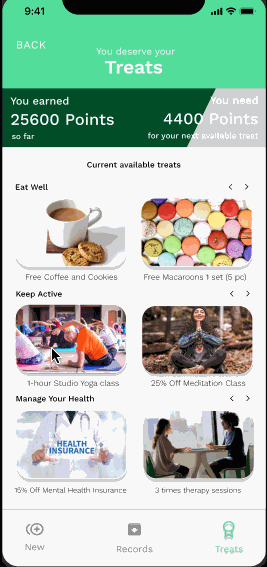 9:41
BACK
You deserve your
Treats
You earned
25600 Points
so far
You need
4400 Points
for your next available treat
Current available treats
Eat Well
Free Coffee and Cookies
Free Macaroons 1 set (5 pc)
Keep Active
1-hour Studio Yoga class
25% Off Meditation Class
Manage Your Health
HEALTH
INSURANCE
15% Off Mental Health Insurance
3 times therapy sessions
New
Records
Treats